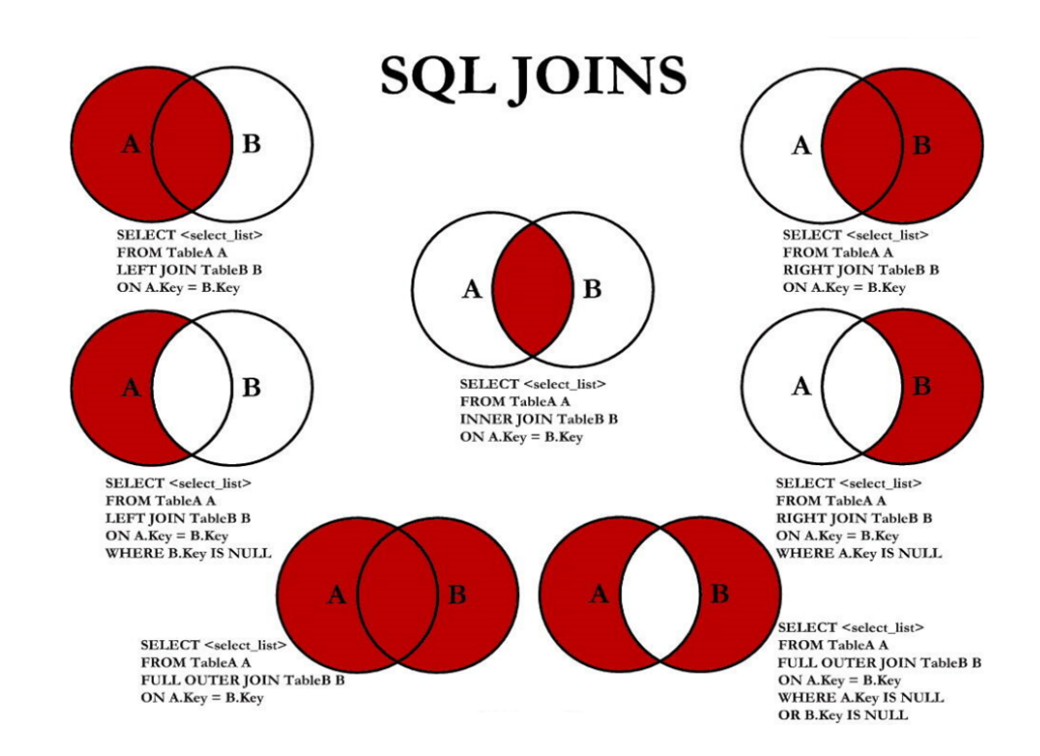 SQL JOINS
A B
SELECT <select_list>
FROM TableA A
LEFT JOIN TableB B
ON A.Key = B.Key
A B
SELECT <select_list>
FROM TableA A
RIGHT JOIN TableB B
ON A.Key = B.Key
A B
SELECT <select_list>
FROM TableA A
INNER JOIN TableB B
ON A.Key = B.Key
A B
SELECT <select_list>
FROM TableA A
LEFT JOIN TableB B
ON A.Key = B.Key
WHERE B.Key IS NULL
A B
SELECT <select_list>
FROM TableA A
RIGHT JOIN TableB B
ON A.Key = B.Key
WHERE A.Key IS NULL
A B
SELECT <select_list>
FROM TableA A
FULL OUTER JOIN TableB B
ON A.Key = B.Key
A B
SELECT <select_list>
FROM TableA A
FULL OUTER JOIN TableB B
ON A.Key = B.Key
WHERE A.Key IS NULL
OR B.Key IS NULL